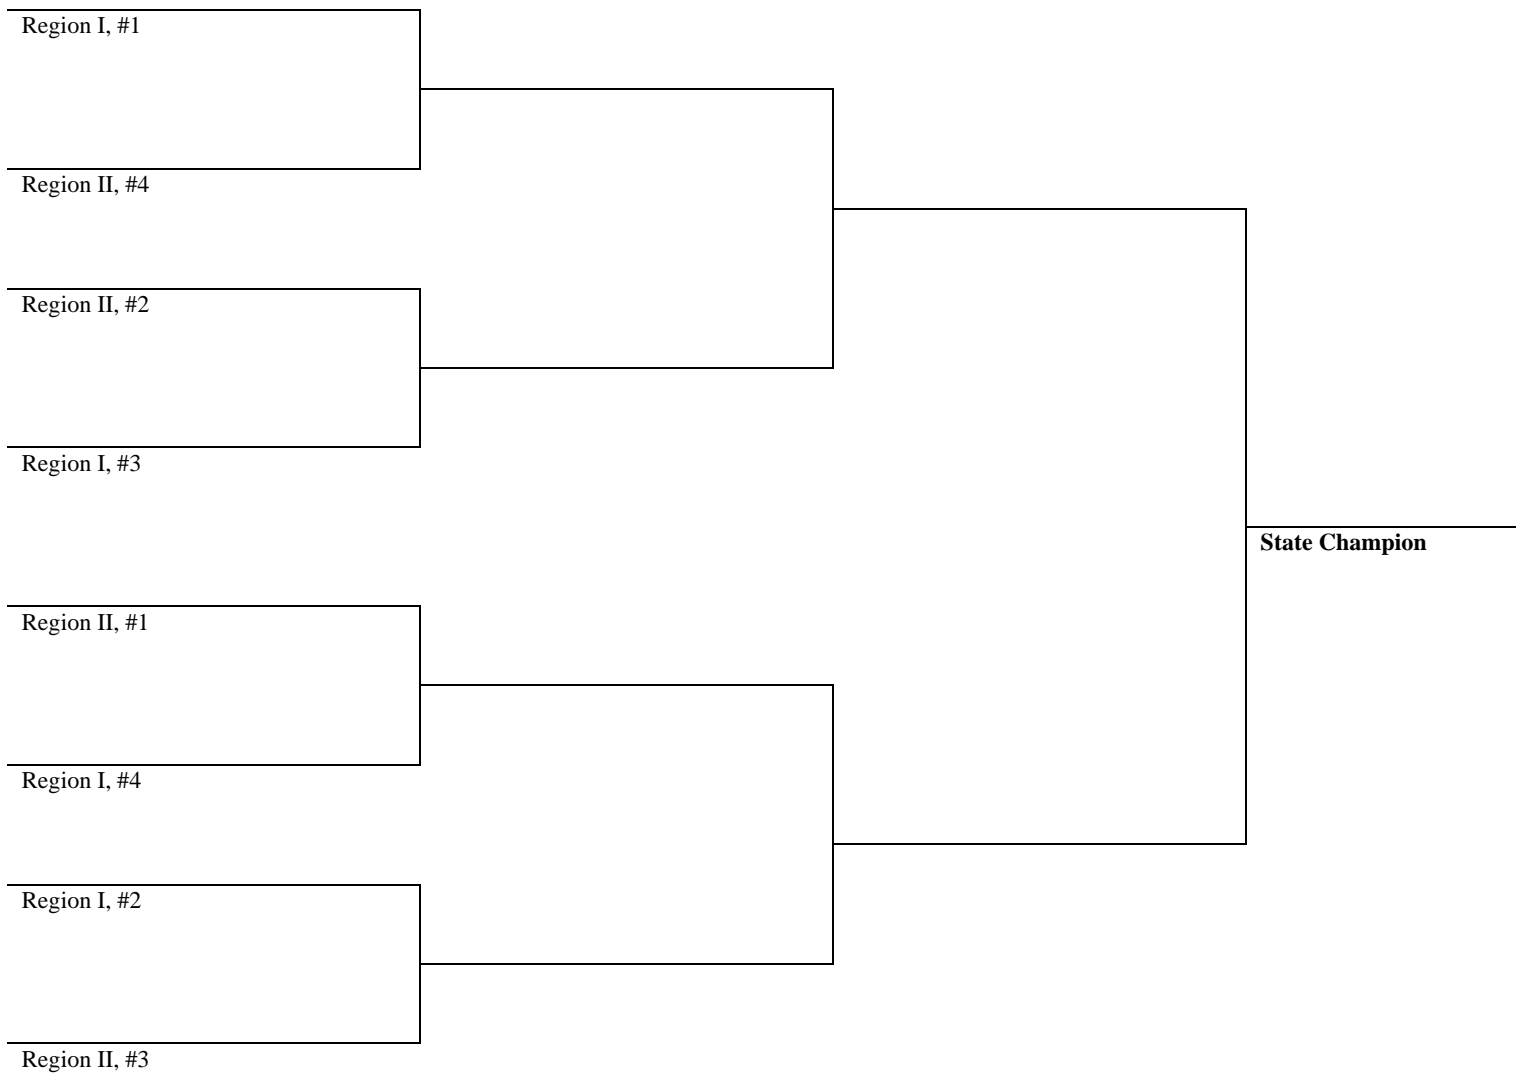 Region I, #1
Region II, #4
Region II, #2
Region I, #3
State Champion
Region II, #1
Region I, #4
Region I, #2
Region II, #3